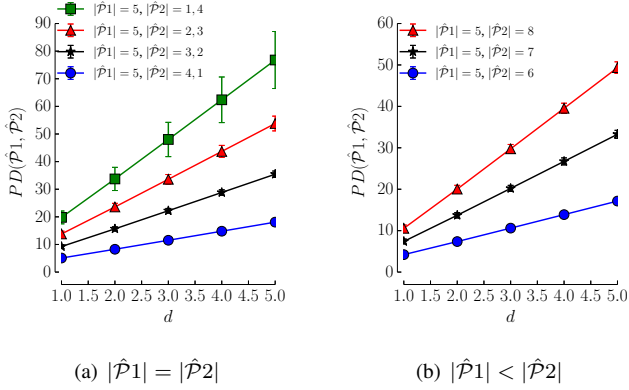 |P̂1| = 5, |P̂2| = 1, 4
|P̂1| = 5, |P̂2| = 2, 3
|P̂1| = 5, |P̂2| = 3, 2
|P̂1| = 5, |P̂2| = 4, 1
PD(P̂1, P̂2)
90
80
70
60
50
40
30
20
10
0
1.0 1.5 2.0 2.5 3.0 3.5 4.0 4.5 5.0
d
(a) |P̂1| = |P̂2|
|P̂1| = 5, |P̂2| = 8
|P̂1| = 5, |P̂2| = 7
|P̂1| = 5, |P̂2| = 6
PD(P̂1, P̂2)
60
50
40
30
20
10
0
1.0 1.5 2.0 2.5 3.0 3.5 4.0 4.5 5.0
d
(b) |P̂1| < |P̂2|